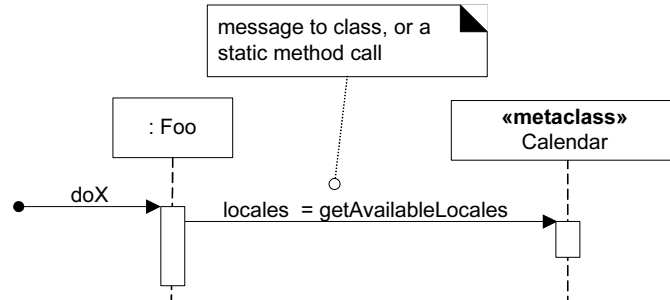 message to class, or a
static method call
: Foo
«metaclass»
Calendar
doX
locales = getAvailableLocales